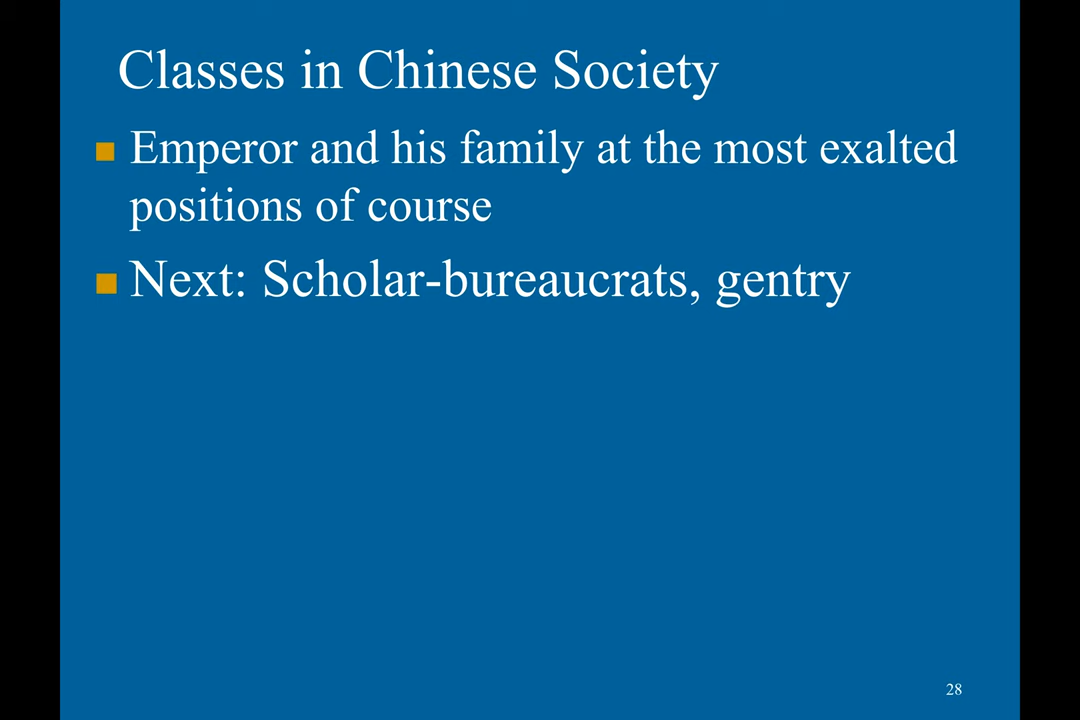 Classes in Chinese Society
Emperor and his family at the most exalted
positions of course
Next: Scholar-bureaucrats, gentry
28